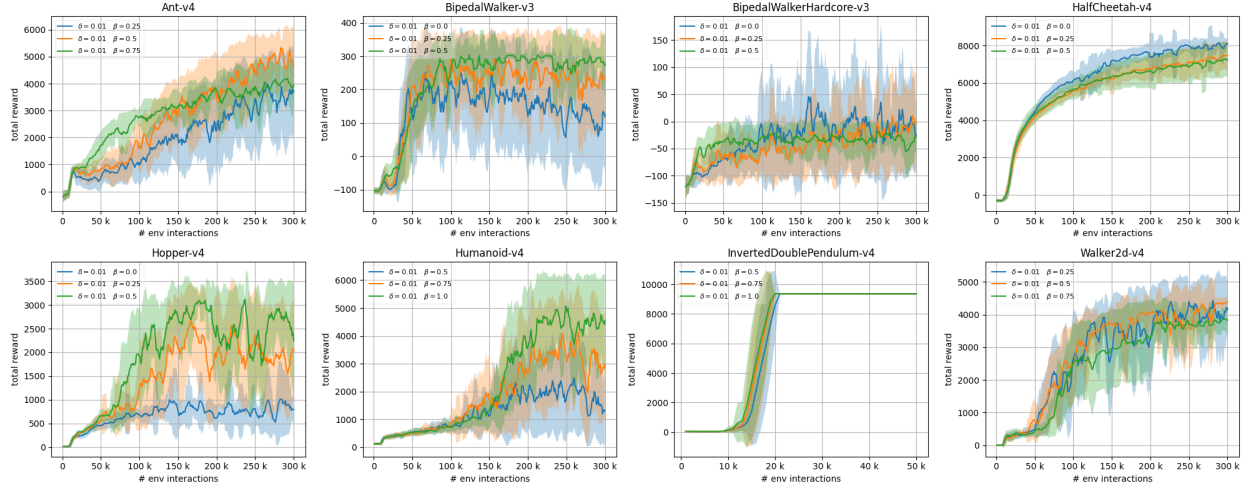 Ant-v4
total reward
6000
5000
4000
3000
2000
1000
0
δ = 0.01 β = 0.25
δ = 0.01 β = 0.5
δ = 0.01 β = 0.75
0 50 k 100 k 150 k 200 k 250 k 300 k
# env interactions
BipedalWalker-v3
total reward
400
300
200
100
0
−100
δ = 0.01 β = 0.0
δ = 0.01 β = 0.25
δ = 0.01 β = 0.5
0 50 k 100 k 150 k 200 k 250 k 300 k
# env interactions
BipedalWalkerHardcore-v3
total reward
150
100
50
0
−50
−100
−150
δ = 0.01 β = 0.0
δ = 0.01 β = 0.25
δ = 0.01 β = 0.5
0 50 k 100 k 150 k 200 k 250 k 300 k
# env interactions
HalfCheetah-v4
total reward
8000
6000
4000
2000
0
δ = 0.01 β = 0.0
δ = 0.01 β = 0.25
δ = 0.01 β = 0.5
0 50 k 100 k 150 k 200 k 250 k 300 k
# env interactions
Hopper-v4
total reward
3500
3000
2500
2000
1500
1000
500
0
δ = 0.01 β = 0.0
δ = 0.01 β = 0.25
δ = 0.01 β = 0.5
0 50 k 100 k 150 k 200 k 250 k 300 k
# env interactions
Humanoid-v4
total reward
6000
5000
4000
3000
2000
1000
0
δ = 0.01 β = 0.5
δ = 0.01 β = 0.75
δ = 0.01 β = 1.0
0 50 k 100 k 150 k 200 k 250 k 300 k
# env interactions
InvertedDoublePendulum-v4
total reward
10000
8000
6000
4000
2000
0
δ = 0.01 β = 0.5
δ = 0.01 β = 0.75
δ = 0.01 β = 1.0
0 10 k 20 k 30 k 40 k 50 k
# env interactions
Walker2d-v4
total reward
5000
4000
3000
2000
1000
0
δ = 0.01 β = 0.25
δ = 0.01 β = 0.5
δ = 0.01 β = 0.75
0 50 k 100 k 150 k 200 k 250 k 300 k
# env interactions